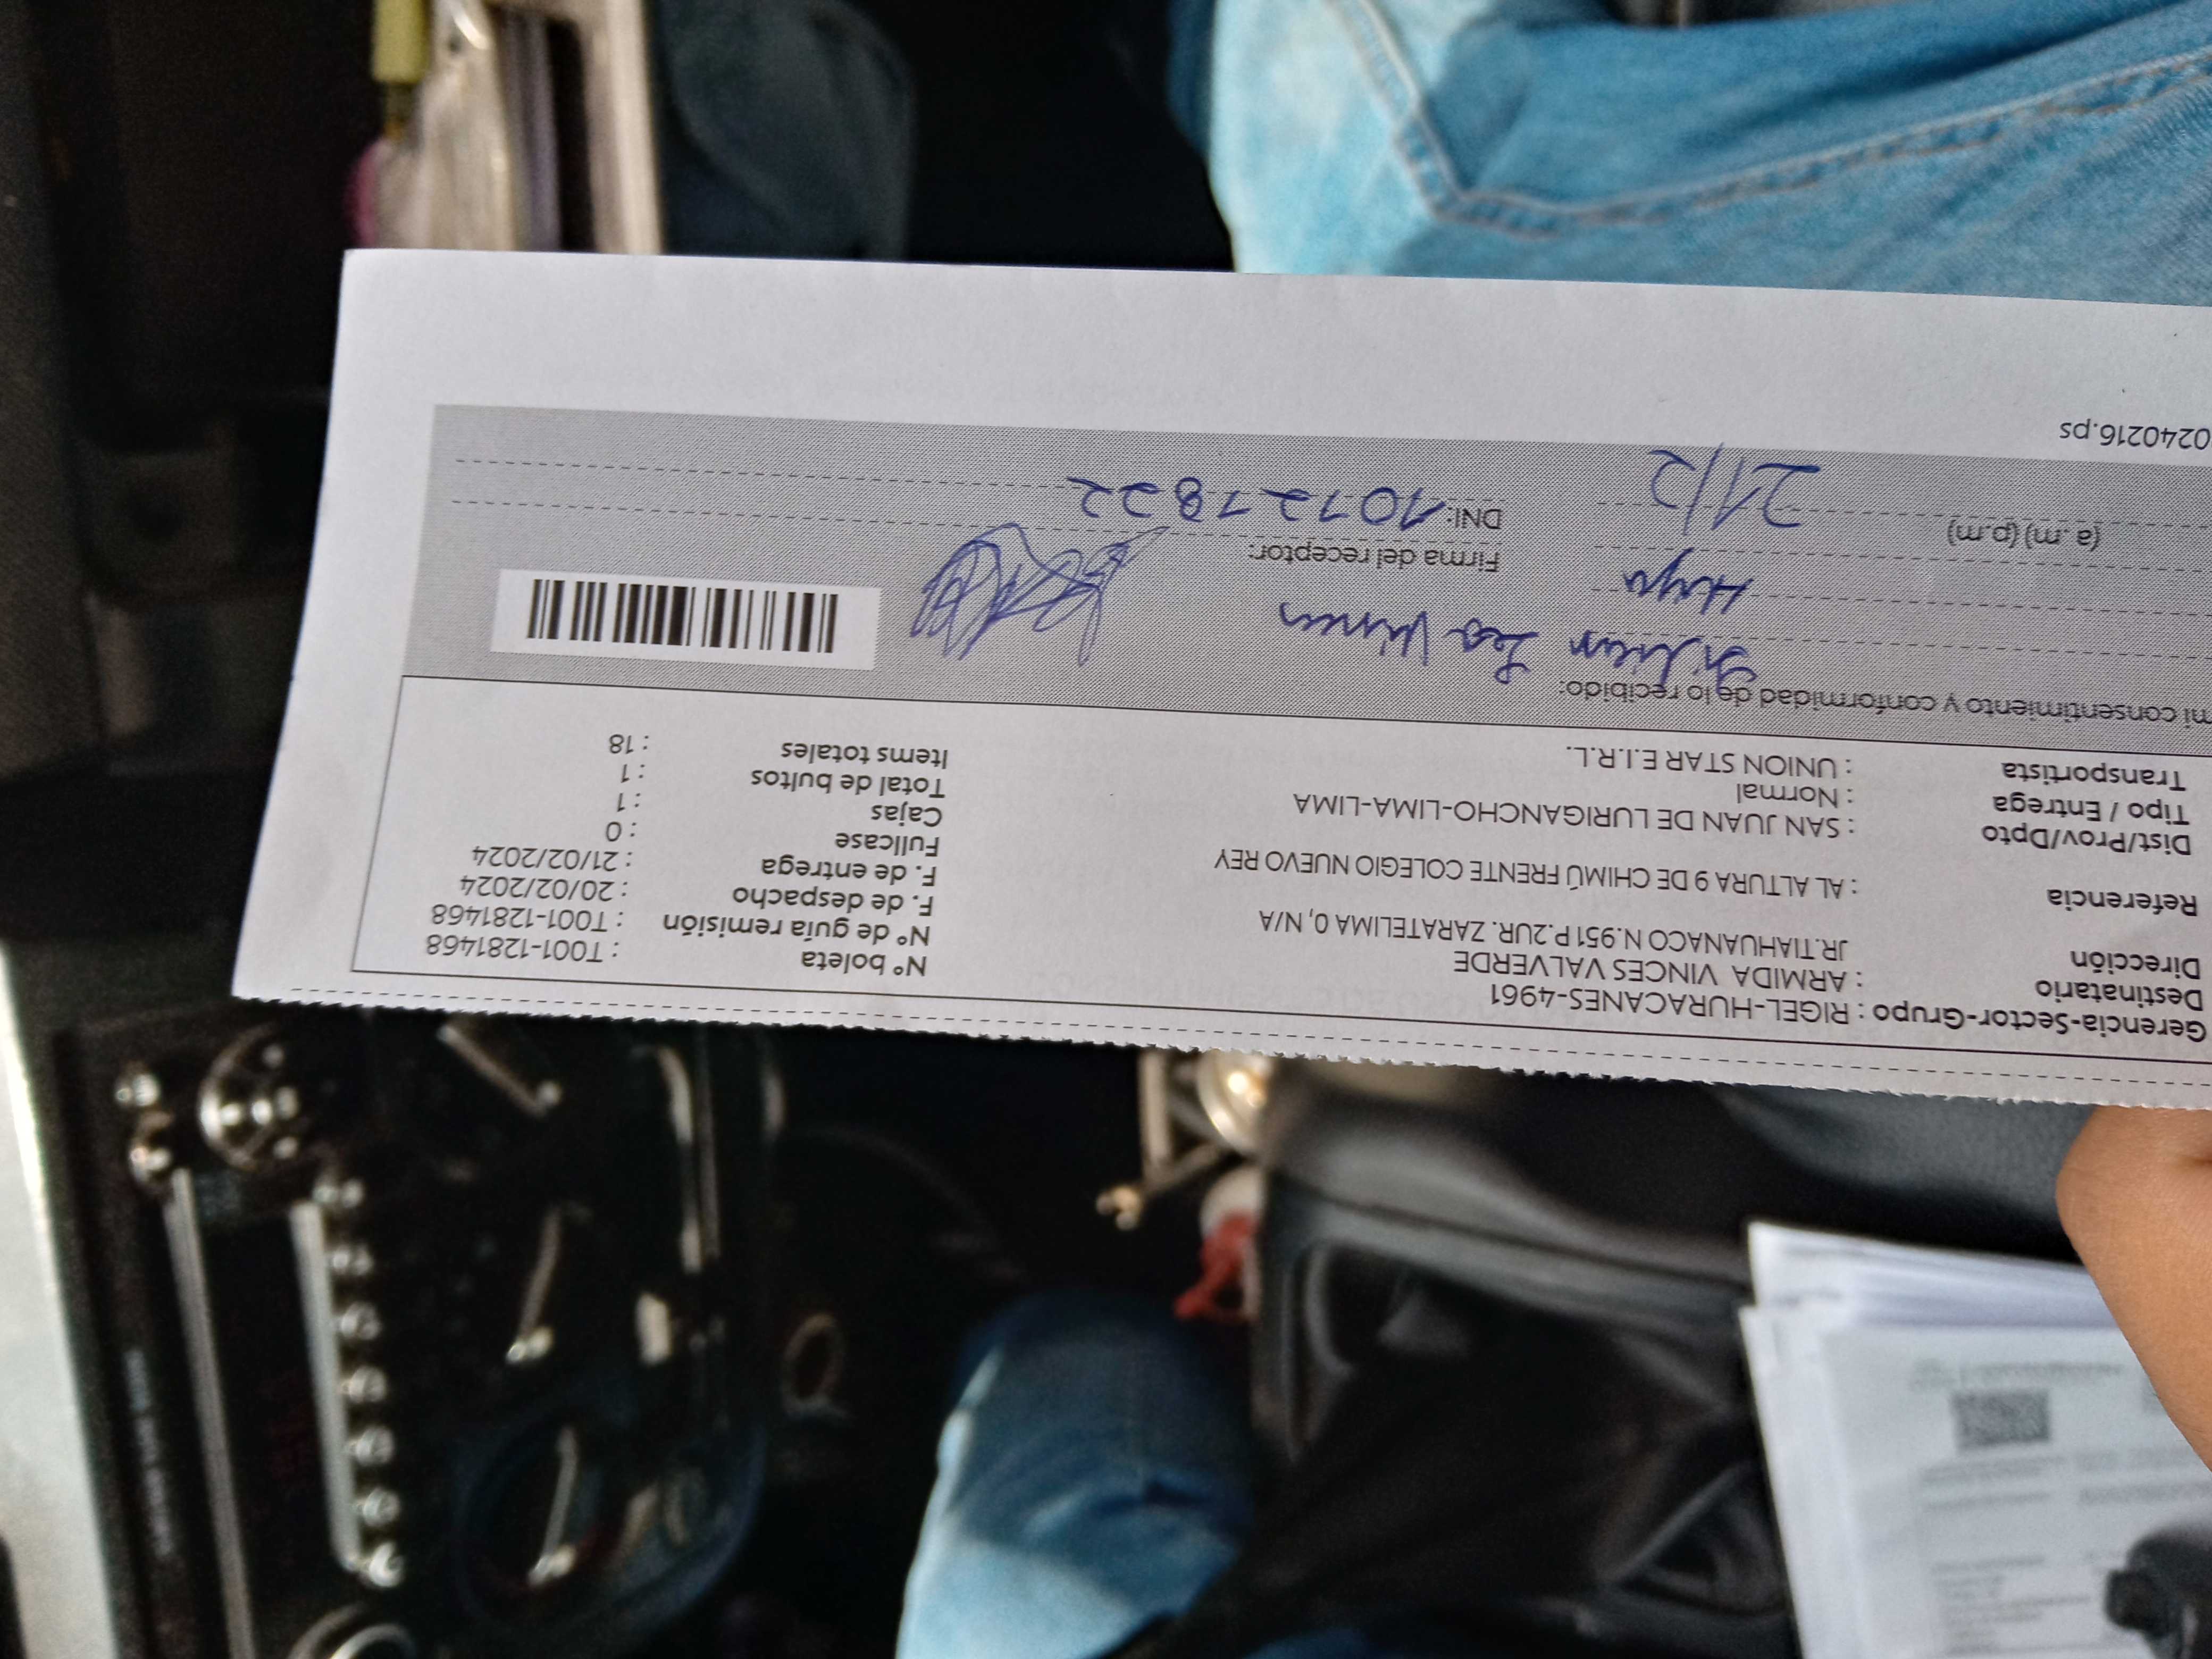 Gerencia-Sector-Grupo : RIGEL-HURACANES-4961
Destinatario : ARMIDA VINCES VALVERDE
Dirección JR.TIAHUANACO N.951 P.2UR. ZARATELIMA 0, N/A
Referencia : AL ALTURA 9 DE CHIMÚ FRENTE COLEGIO NUEVO REY
Dist/Prov/Dpto : SAN JUAN DE LURIGANCHO-LIMA-LIMA
Tipo / Entrega : Normal
Transportista : UNION STAR E.I.R.L.
N° boleta : T001-1281468
N° de guía remisión : T001-1281468
F. de despacho : 20/02/2024
F. de entrega : 21/02/2024
Fullcase : 0
Cajas : 1
Total de bultos : 1
Items totales : 18
mi consentimiento y conformidad de lo recibido:
Hija
Firma del receptor:
(a.m) (p.m) 21/2
DNI:
0240216.ps